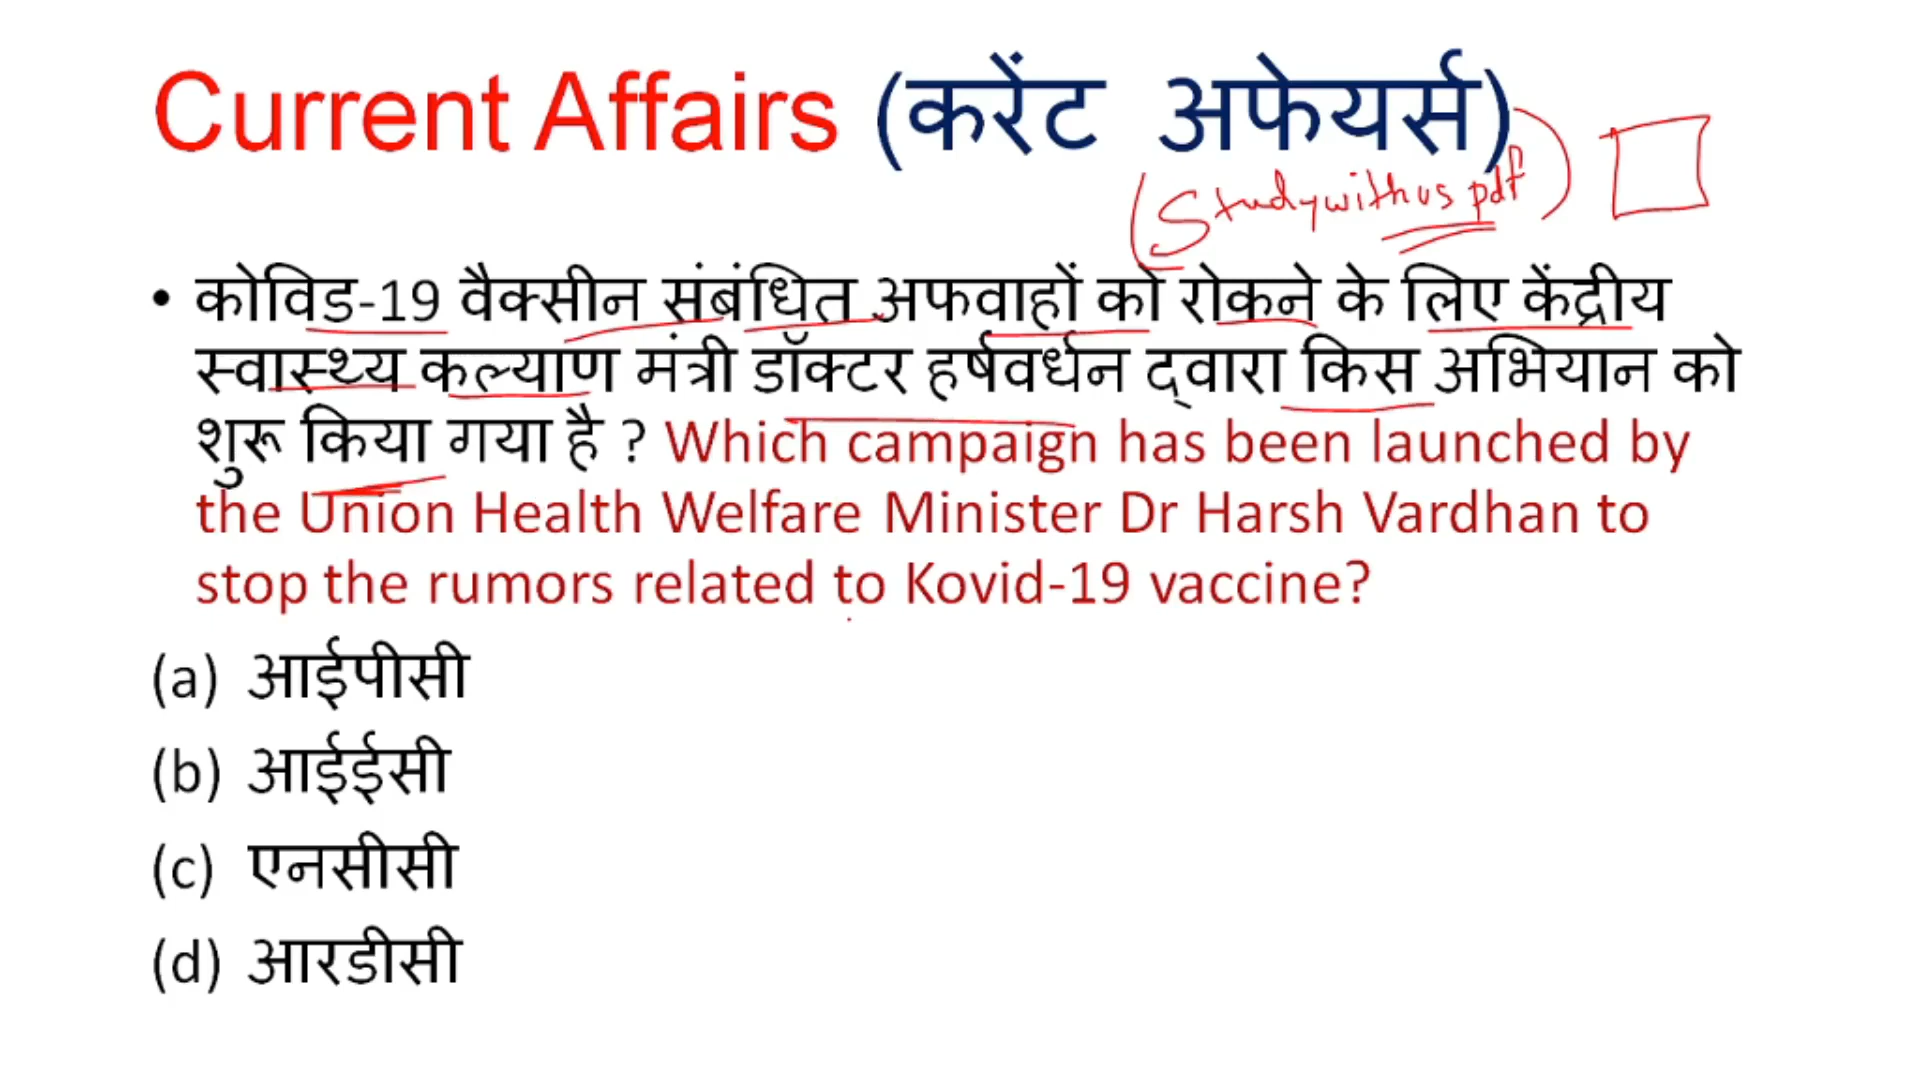 Current Affairs (करेंट अफेयर्स)
(Studywithus pdf)
• कोविड-19 वैक्सीन संबंधित अफवाहों को रोकने के लिए केंद्रीय
स्वास्थ्य कल्याण मंत्री डॉक्टर हर्षवर्धन द्वारा किस अभियान को
शुरू किया गया है ? Which campaign has been launched by
the Union Health Welfare Minister Dr Harsh Vardhan to
stop the rumors related to Kovid-19 vaccine?
(a) आईपीसी
(b) आईईसी
(c) एनसीसी
(d) आरडीसी